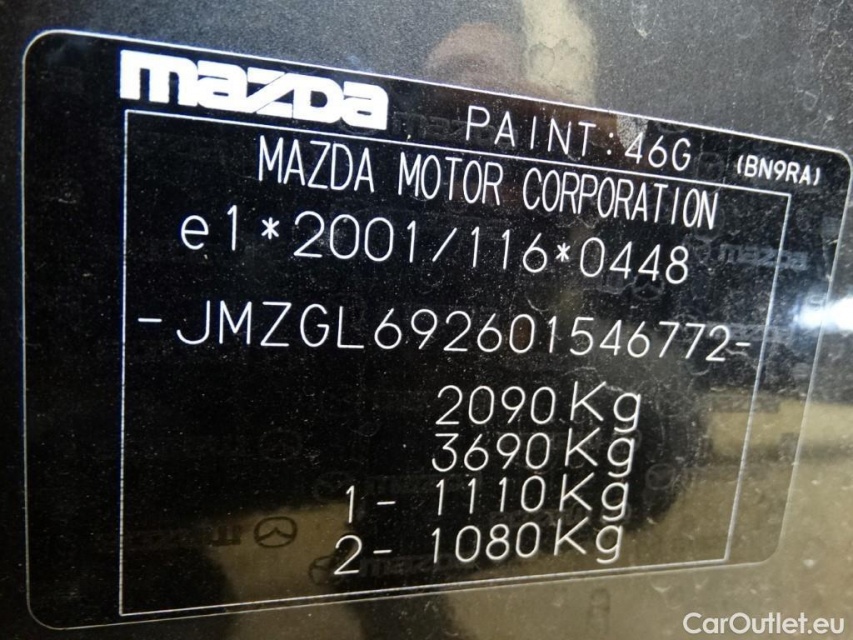 mazda PAINT: 46G (BN9RA)
MAZDA MOTOR CORPORATION
e1*2001/116*0448
-JMZGL692601546772-
2090Kg
3690Kg
1- 1110Kg
2- 1080Kg
CarOutlet.eu